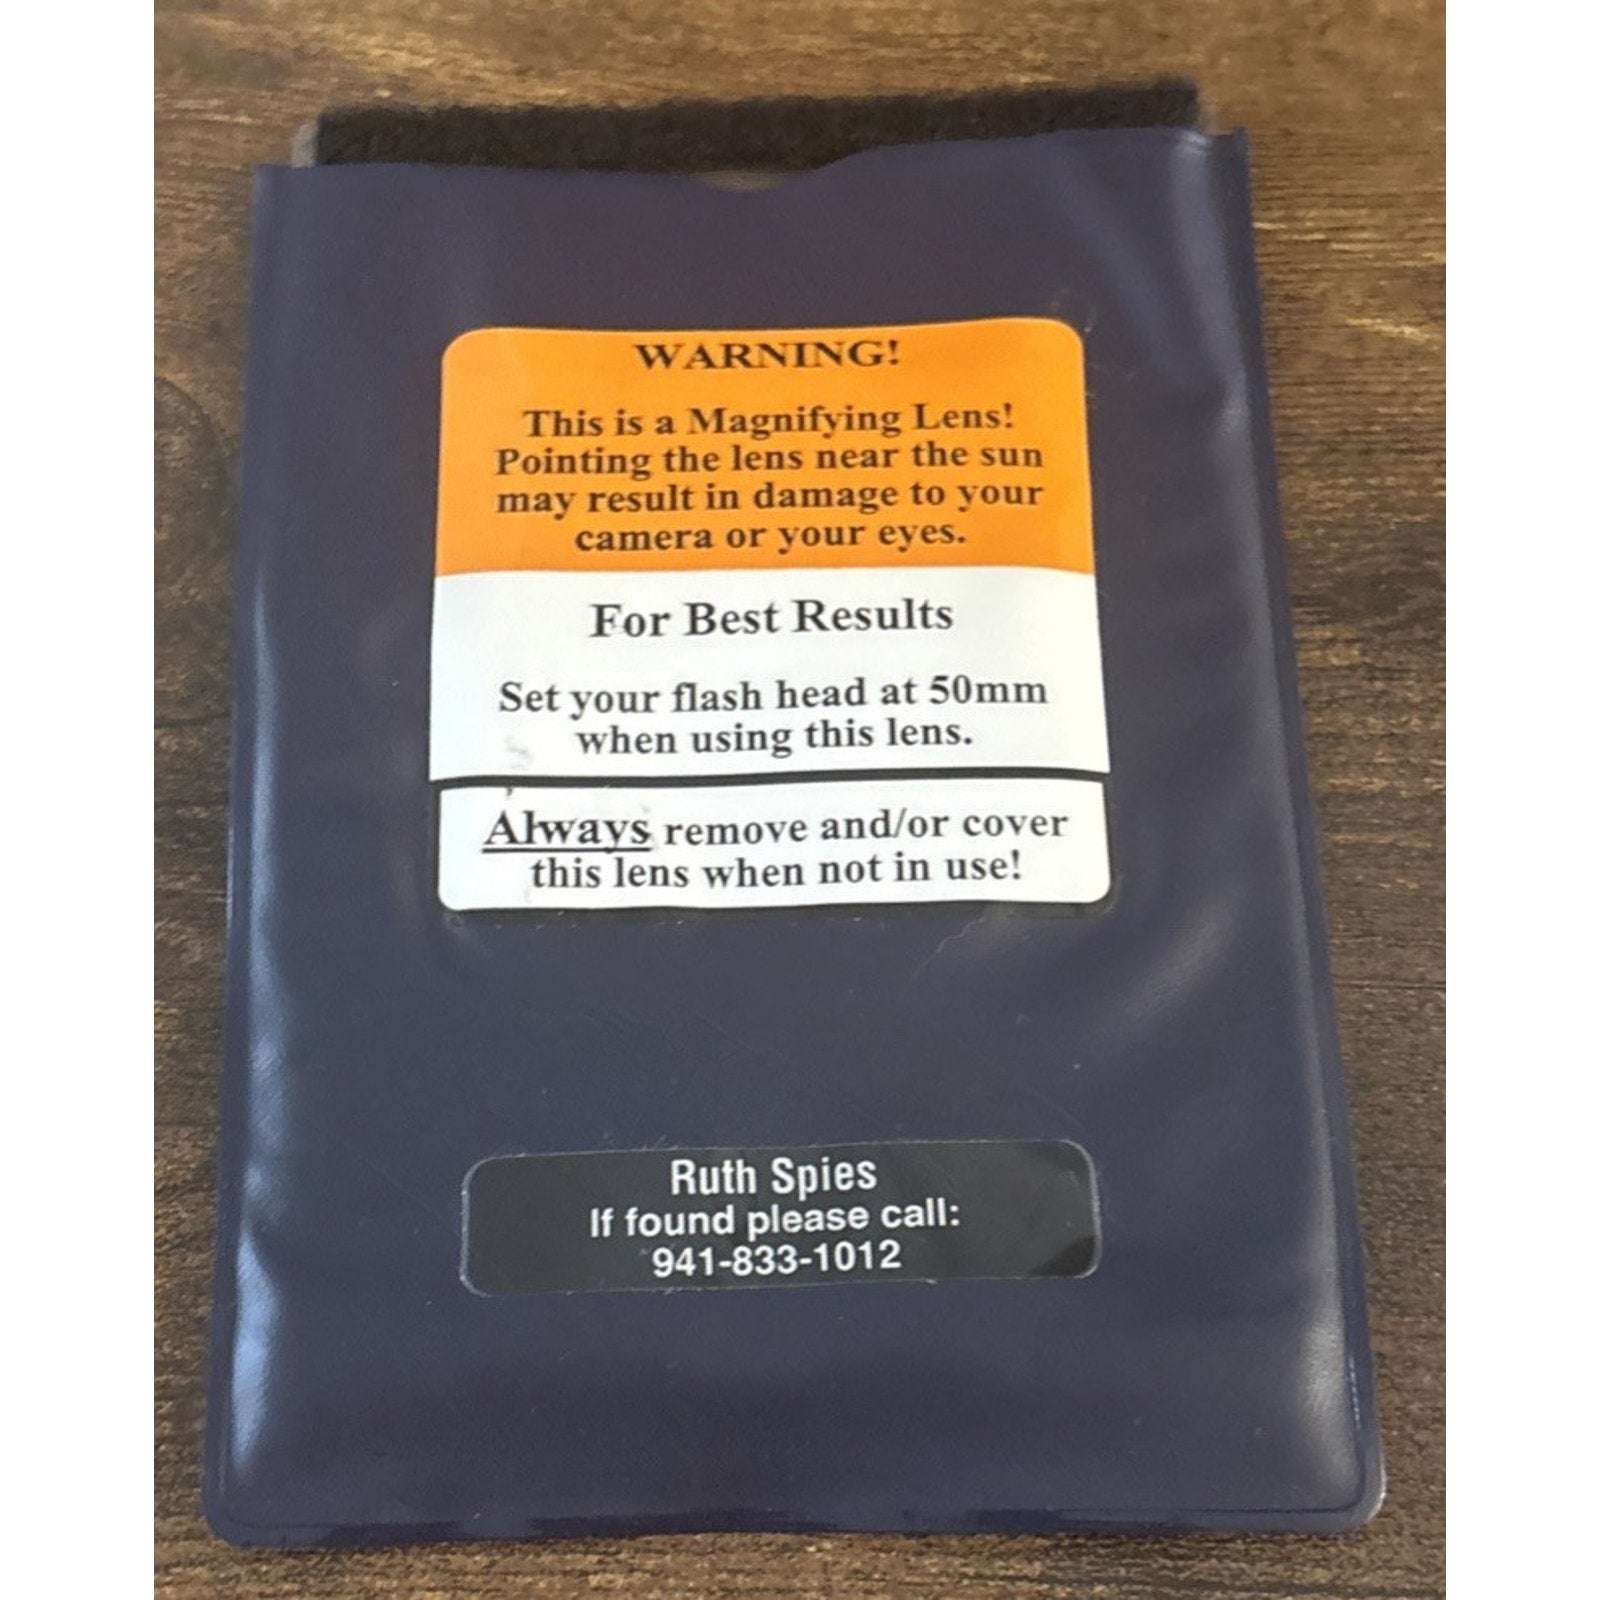 WARNING!
This is a Magnifying Lens!
Pointing the lens near the sun
may result in damage to your
camera or your eyes.
For Best Results
Set your flash head at 50mm
when using this lens.
Always remove and/or cover
this lens when not in use!
Ruth Spies
If found please call:
941-833-1012